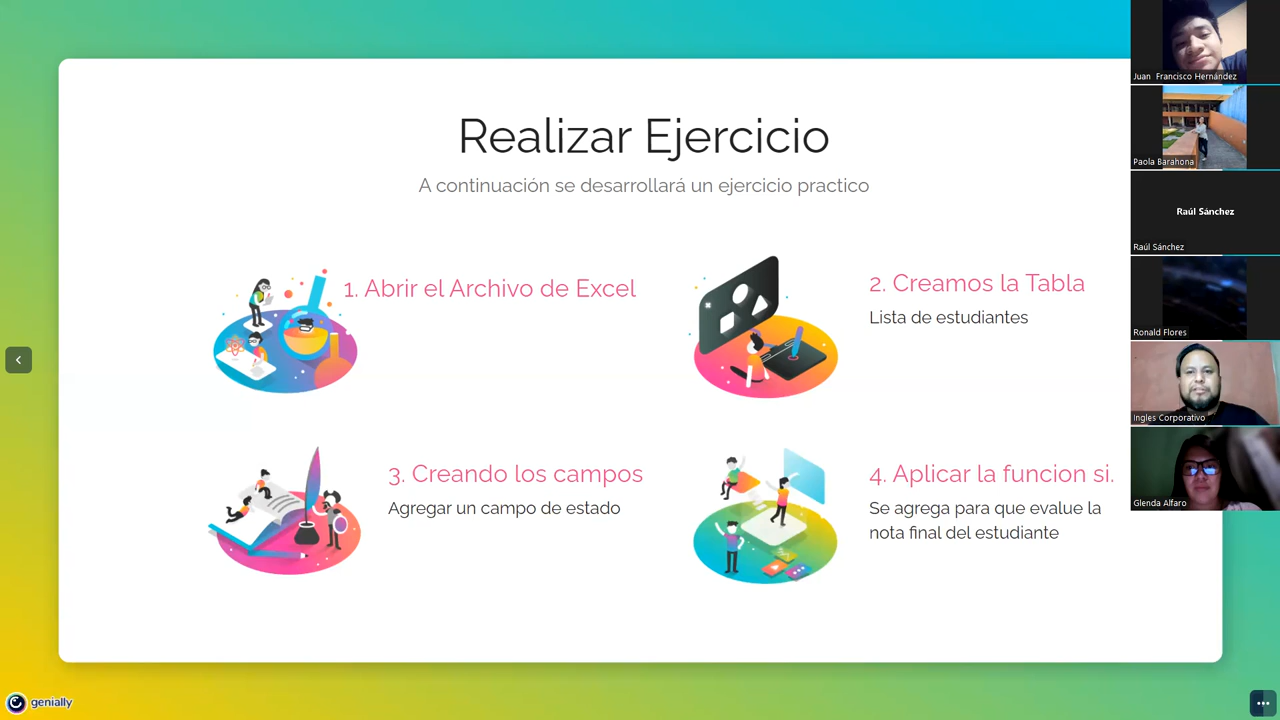 Realizar Ejercicio
A continuación se desarrollará un ejercicio practico
1. Abrir el Archivo de Excel
2. Creamos la Tabla
Lista de estudiantes
3. Creando los campos
Agregar un campo de estado
4. Aplicar la funcion si.
Se agrega para que evalue la
nota final del estudiante
Juan Francisco Hernández
Paola Barahona
Raúl Sánchez
Raúl Sánchez
Ronald Flores
Ingles Corporativo
Glenda Alfaro
genially